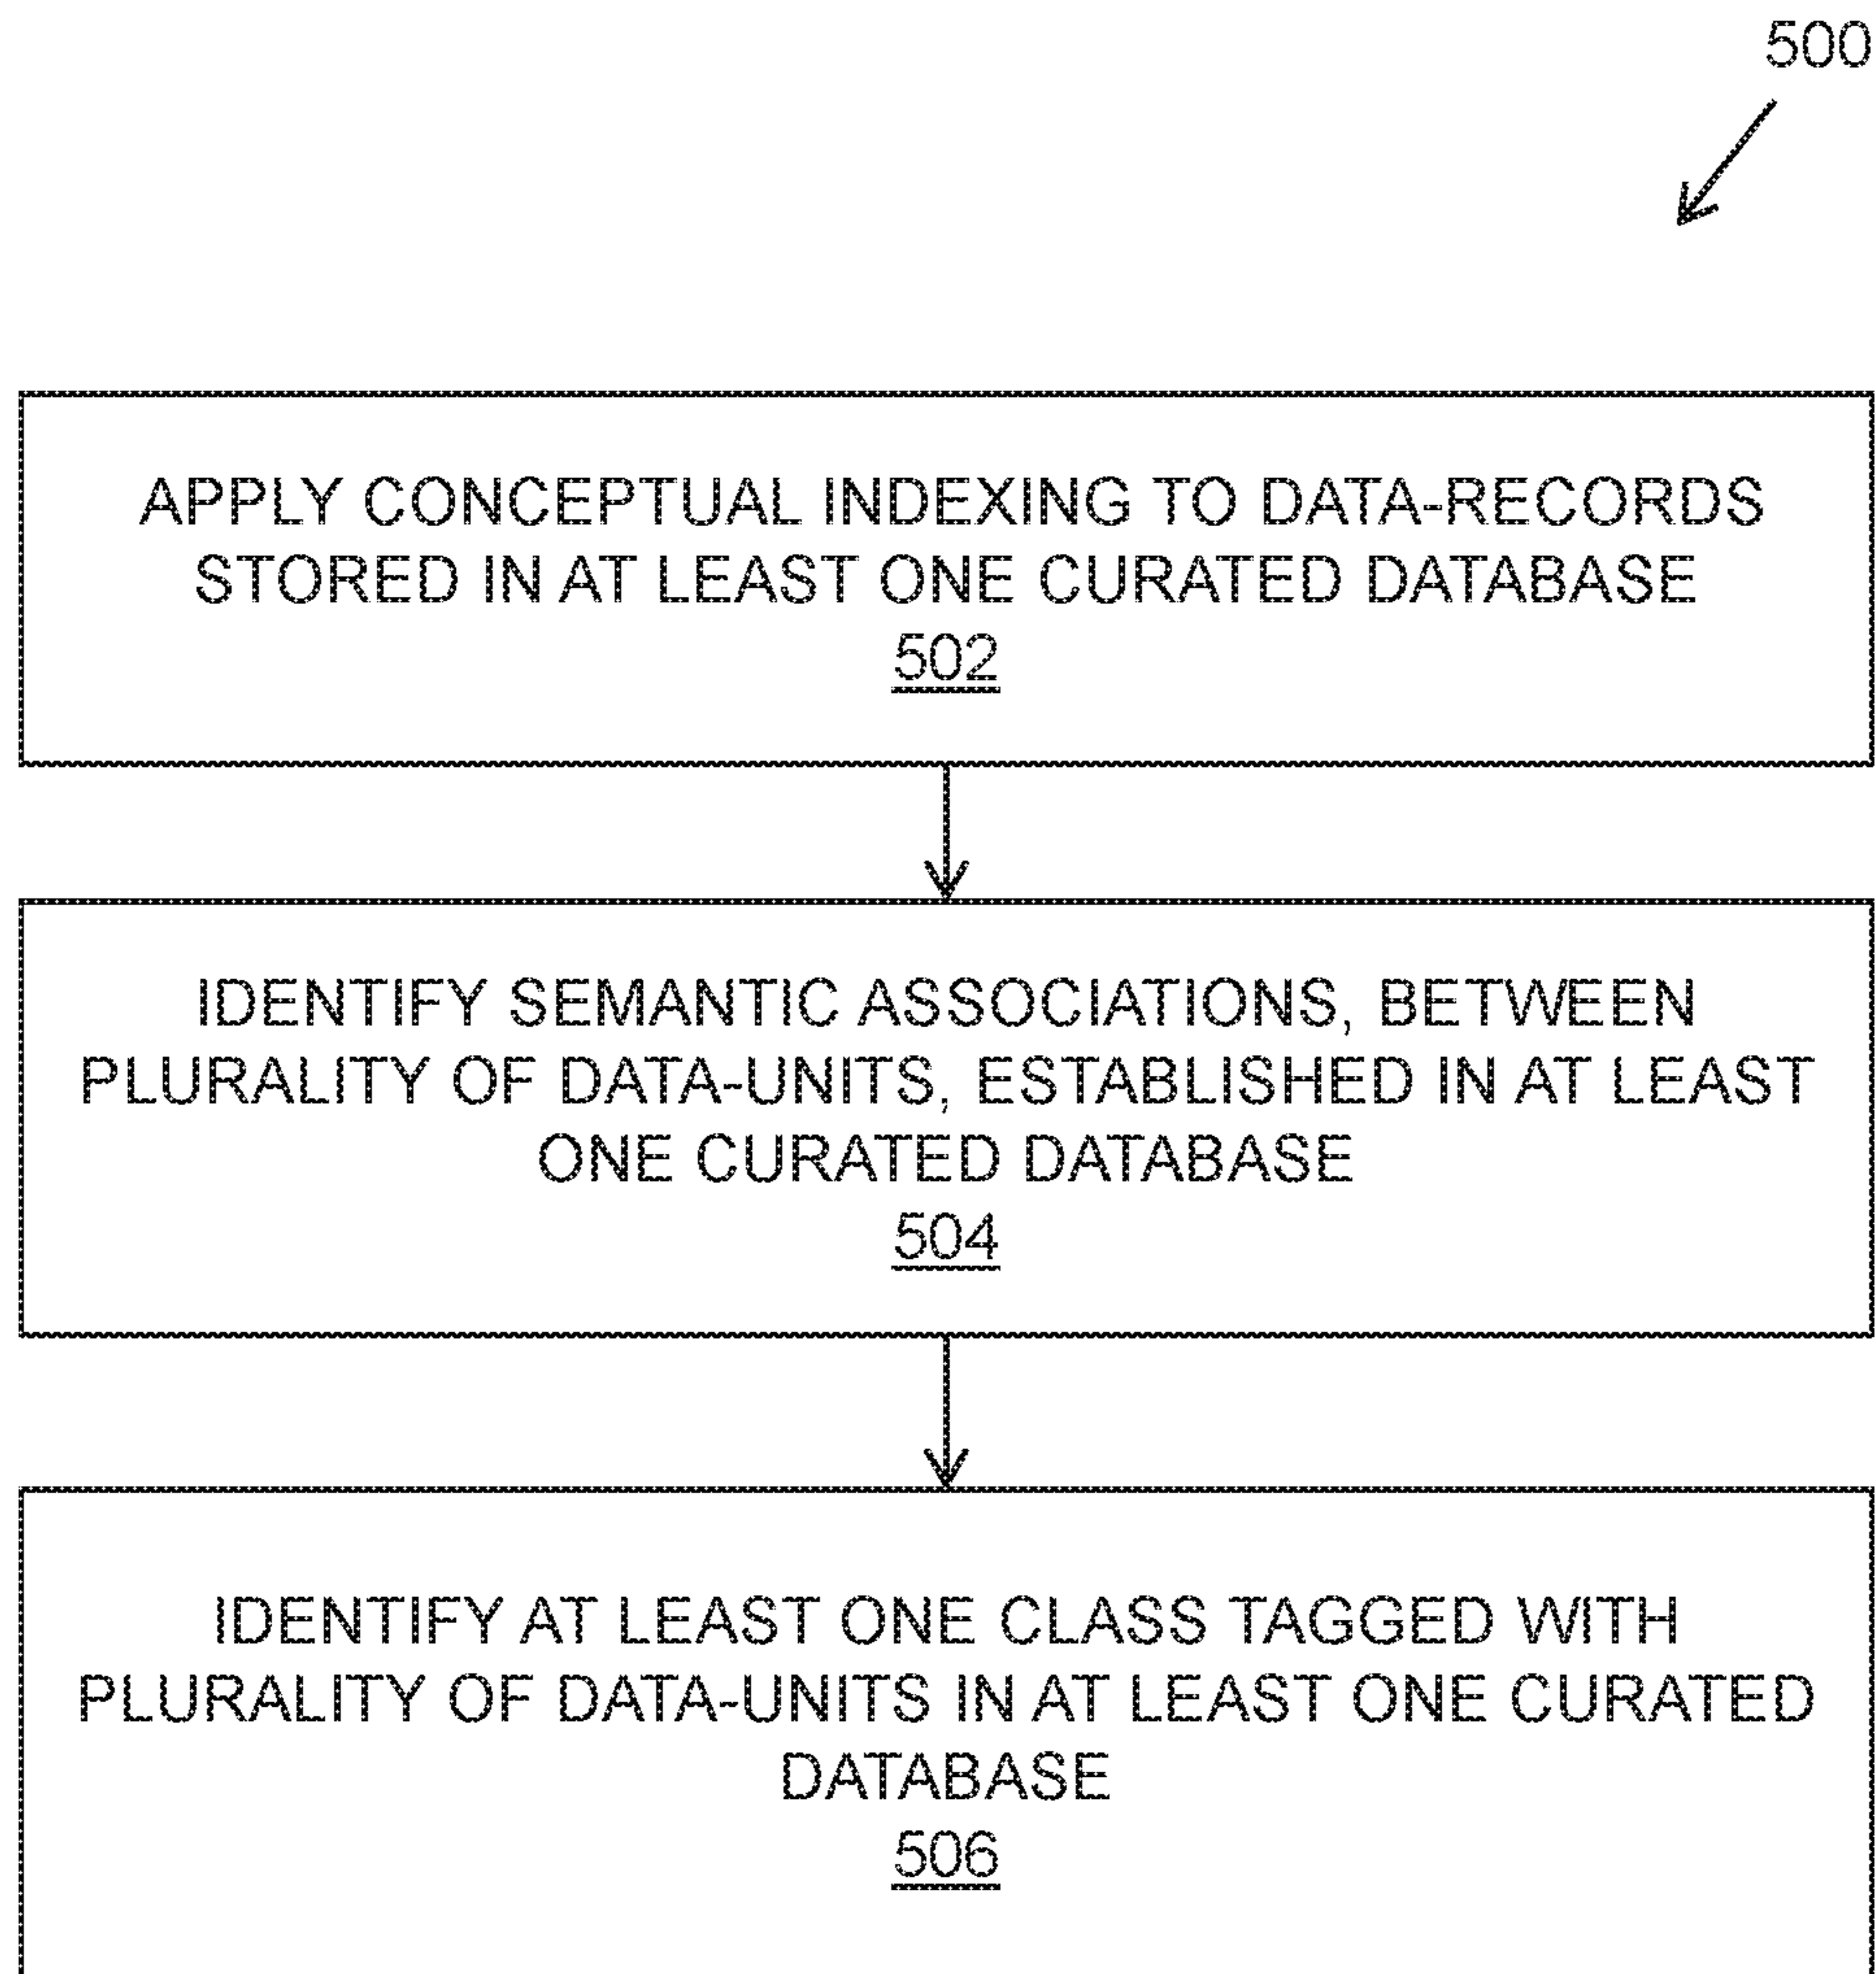 500
APPLY CONCEPTUAL INDEXING TO DATA-RECORDS
STORED IN AT LEAST ONE CURATED DATABASE
502
IDENTIFY SEMANTIC ASSOCIATIONS, BETWEEN
PLURALITY OF DATA-UNITS, ESTABLISHED IN AT LEAST
ONE CURATED DATABASE
504
IDENTIFY AT LEAST ONE CLASS TAGGED WITH
PLURALITY OF DATA-UNITS IN AT LEAST ONE CURATED
DATABASE
506